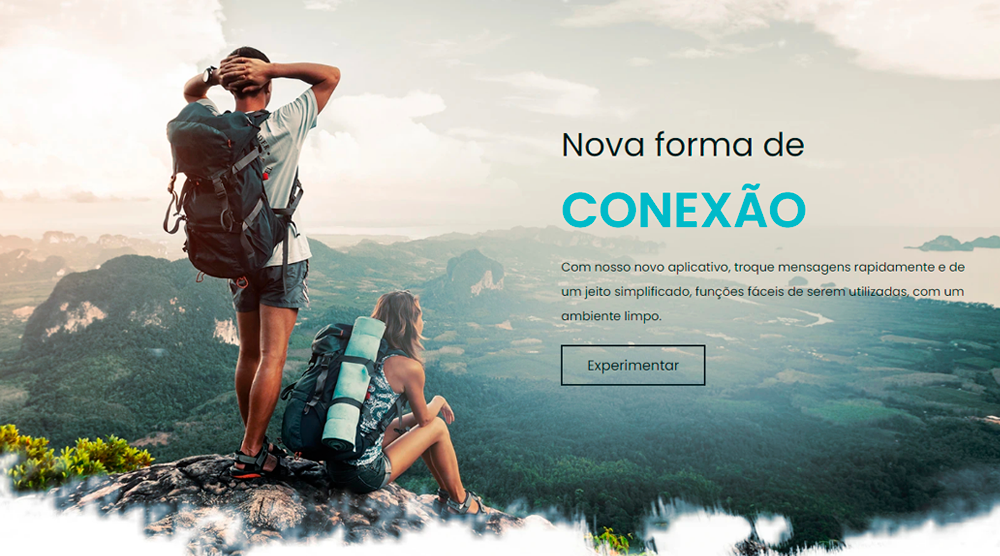 Nova forma de
CONEXÃO
Com nosso novo aplicativo, troque mensagens rapidamente e de
um jeito simplificado, funções fáceis de serem utilizadas, com um
ambiente limpo.
Experimentar